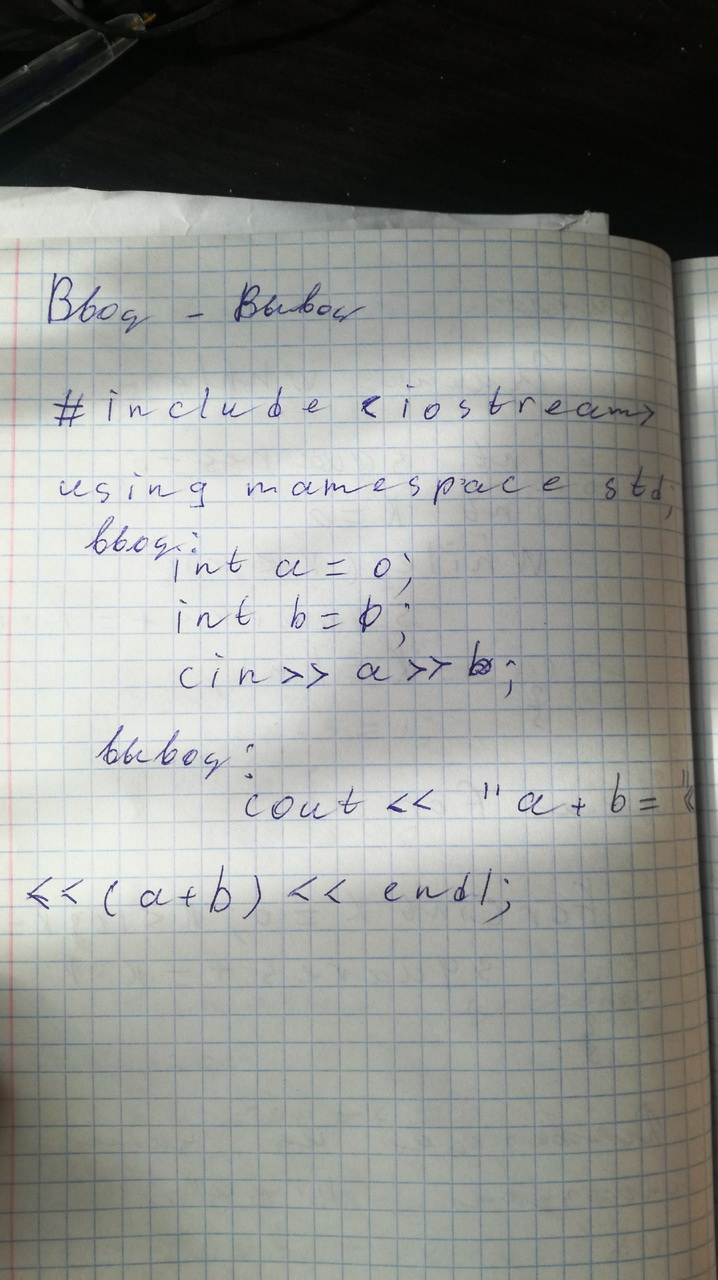 Ввод - Вывод
#include <iostream>
using mamespace std;
ввод:
int a = 0;
int b = 0;
cin >> a >> b;
вывод:
cout << "a + b = "
<< (a+b) << endl;